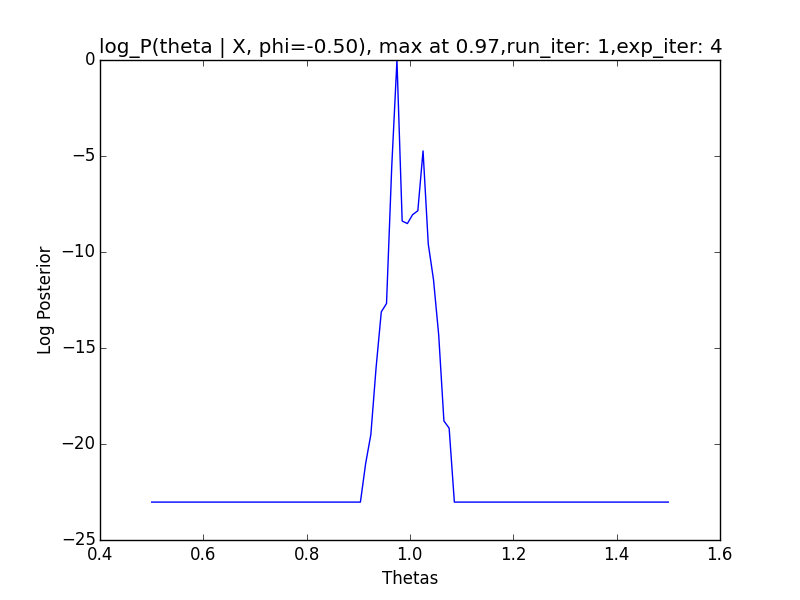 log_P(theta | X, phi=-0.50), max at 0.97,run_iter: 1,exp_iter: 4
0
−5
−10
−15
−20
−25
Log Posterior
0.4 0.6 0.8 1.0 1.2 1.4 1.6
Thetas